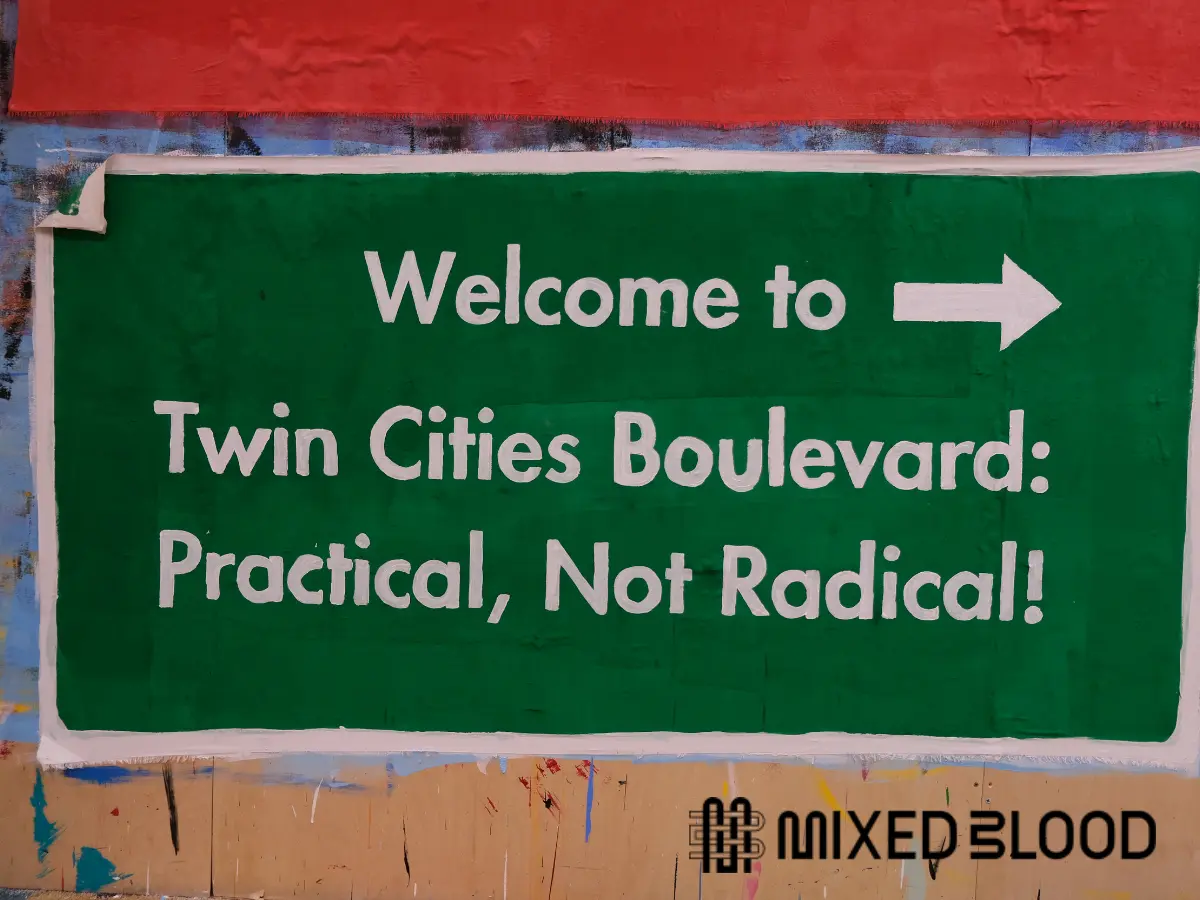 Welcome to
Twin Cities Boulevard:
Practical, Not Radical!
MIXED BLOOD